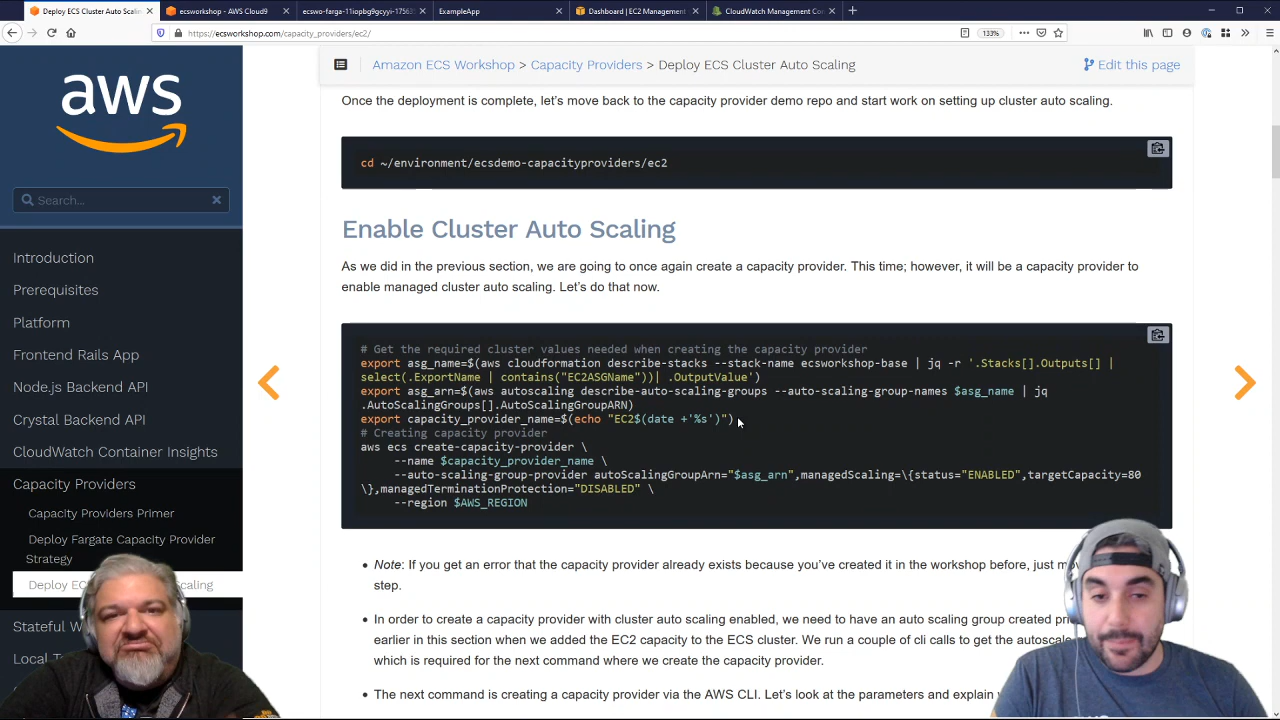 Deploy ECS Cluster Auto Scalin
ecsworkshop - AWS Cloud9
ecswo-farga-11iopbg9gcyyi-17563
ExampleApp
Dashboard | EC2 Management
CloudWatch Management Con
https://ecsworkshop.com/capacity_providers/ec2/
133%
aws
Search...
Introduction
Prerequisites
Platform
Frontend Rails App
Node.js Backend API
Crystal Backend API
CloudWatch Container Insights
Capacity Providers
Capacity Providers Primer
Deploy Fargate Capacity Provider
Strategy
Deploy EC
Scaling
Stateful W
Local T
Amazon ECS Workshop > Capacity Providers > Deploy ECS Cluster Auto Scaling
Edit this page
Once the deployment is complete, let's move back to the capacity provider demo repo and start work on setting up cluster auto scaling.
cd ~/environment/ecsdemo-capacityproviders/ec2
Enable Cluster Auto Scaling
As we did in the previous section, we are going to once again create a capacity provider. This time; however, it will be a capacity provider to
enable managed cluster auto scaling. Let's do that now.
# Get the required cluster values needed when creating the capacity provider
export asg_name=$(aws cloudformation describe-stacks --stack-name ecsworkshop-base | jq -r '.Stacks[].Outputs[] |
select(.ExportName | contains("EC2ASGName"))| .OutputValue')
export asg_arn=$(aws autoscaling describe-auto-scaling-groups --auto-scaling-group-names $asg_name | jq
.AutoScalingGroups[].AutoScalingGroupARN)
export capacity_provider_name=$(echo "EC2$(date +'%s')")
# Creating capacity provider
aws ecs create-capacity-provider \
--name $capacity_provider_name \
--auto-scaling-group-provider autoScalingGroupArn="$asg_arn",managedScaling=\{status="ENABLED",targetCapacity=80
\},managedTerminationProtection="DISABLED" \
--region $AWS_REGION
Note: If you get an error that the capacity provider already exists because you've created it in the workshop before, just mo
step.
In order to create a capacity provider with cluster auto scaling enabled, we need to have an auto scaling group created pri
earlier in this section when we added the EC2 capacity to the ECS cluster. We run a couple of cli calls to get the autoscale
which is required for the next command where we create the capacity provider.
The next command is creating a capacity provider via the AWS CLI. Let's look at the parameters and explain